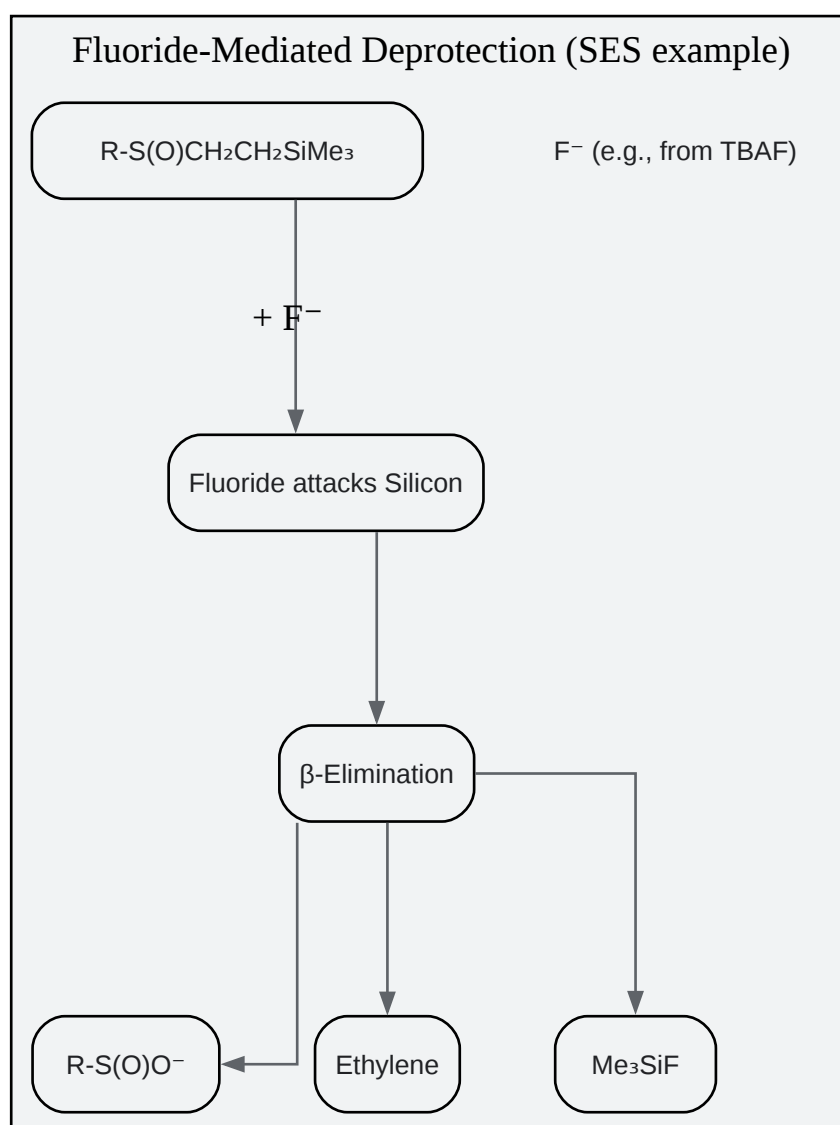 Fluoride-Mediated Deprotection (SES example)
R-S(O)CH₂CH₂SiMe₃
F⁻ (e.g., from TBAF)
+ F⁻
Fluoride attacks Silicon
β-Elimination
R-S(O)O⁻
Ethylene
Me₃SiF